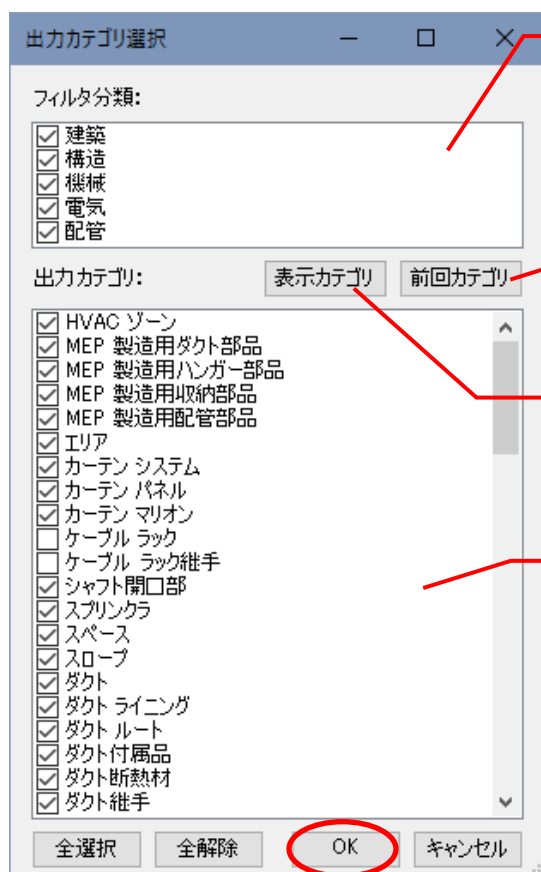 出力カテゴリ選択
フィルタ分類:
建築
構造
機械
電気
配管
出力カテゴリ: 表示カテゴリ 前回カテゴリ
HVAC ゾーン
MEP 製造用ダクト部品
MEP 製造用ハンガー部品
MEP 製造用収納部品
MEP 製造用配管部品
エリア
カーテン システム
カーテン パネル
カーテン マリオン
ケーブル ラック
ケーブル ラック継手
シャフト開口部
スプリンクラ
スペース
スロープ
ダクト
ダクト ライニング
ダクト ルート
ダクト付属品
ダクト断熱材
ダクト継手
全選択 全解除 OK キャンセル